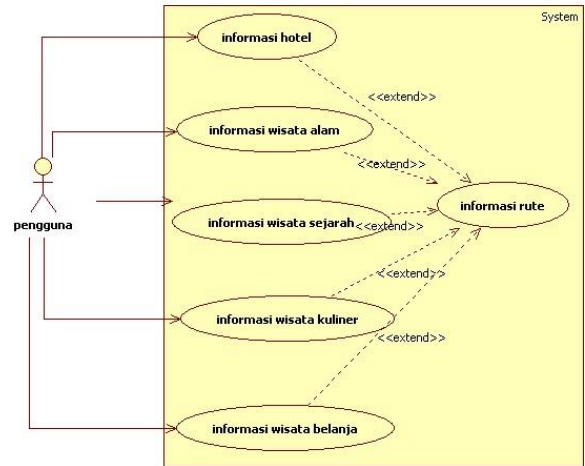 System
informasi hotel
<<extend>>
informasi wisata alam
<<extend>>
informasi rute
informasi wisata sejarah
<<extend>>
pengguna
<<extend>>
informasi wisata kuliner
<<extend>>
informasi wisata belanja